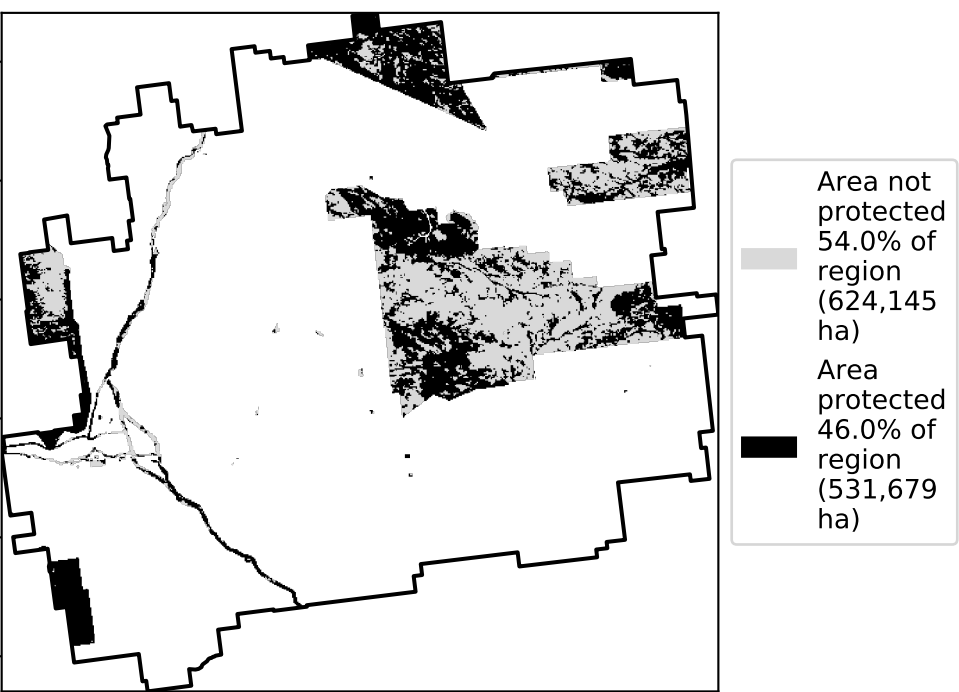 Area not
protected
54.0% of
region
(624,145
ha)
Area
protected
46.0% of
region
(531,679
ha)